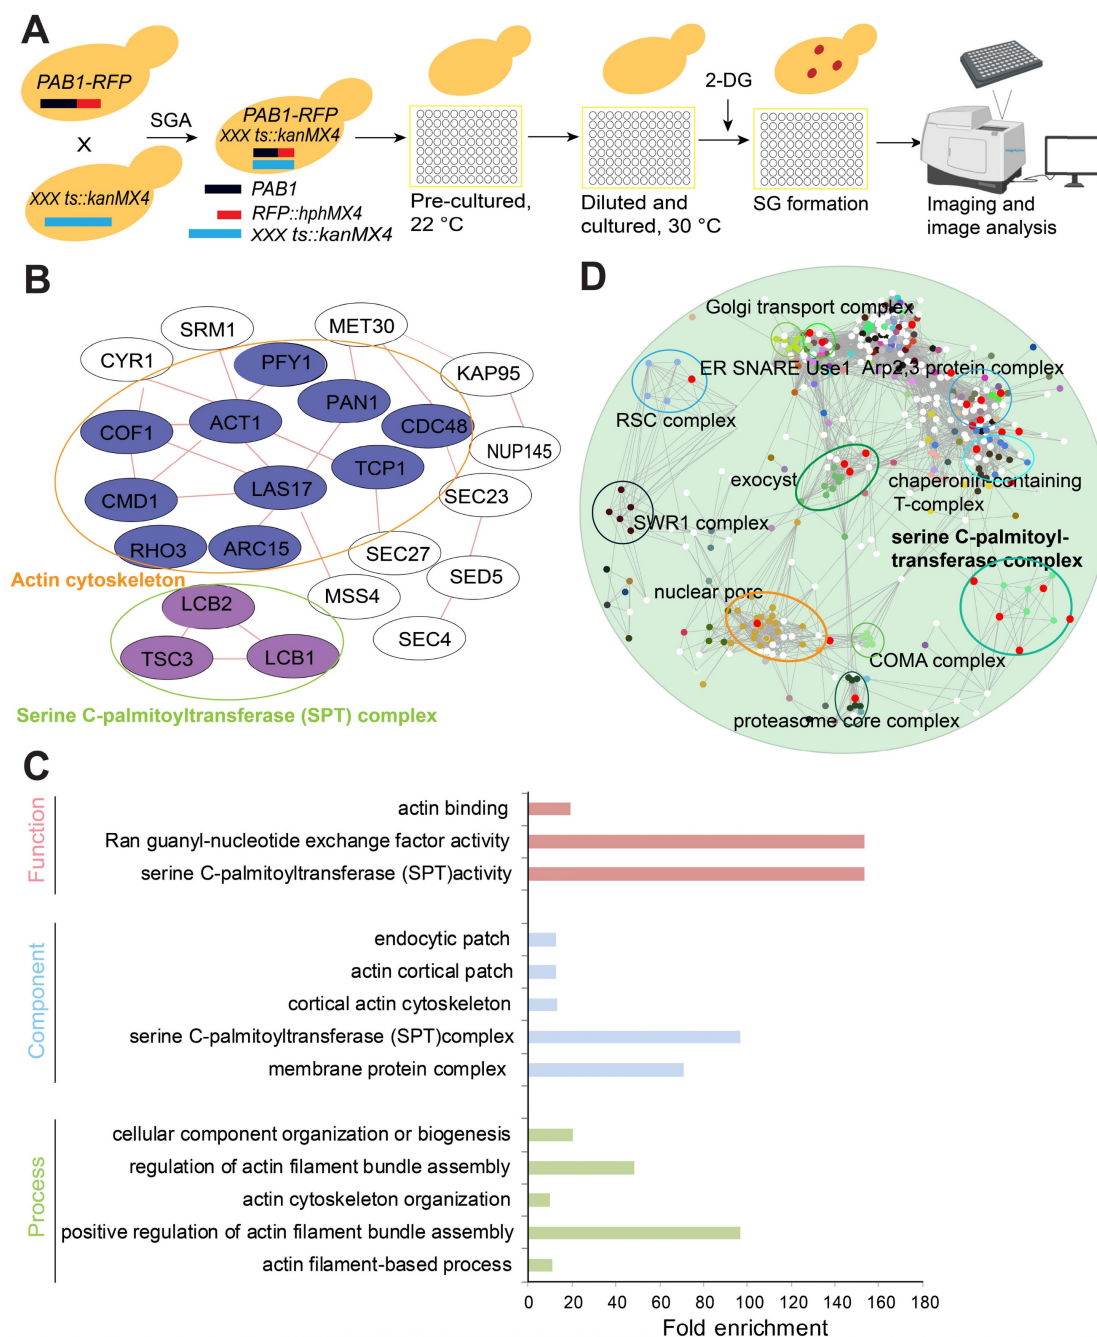 A
PAB1-RFP
X
XXX ts::kanMX4
SGA
PAB1-RFP
XXX ts::kanMX4
PAB1
RFP::hphMX4
XXX ts::kanMX4
Pre-cultured,
22 °C
Diluted and
cultured, 30 °C
2-DG
SG formation
Imaging and
image analysis
B
SRM1
MET30
CYR1
PFY1
KAP95
PAN1
COF1
ACT1
CDC48
NUP145
TCP1
CMD1
LAS17
SEC23
RHO3
ARC15
SEC27
Actin cytoskeleton
SED5
LCB2
MSS4
SEC4
TSC3
LCB1
Serine C-palmitoyltransferase (SPT) complex
D
Golgi transport complex
ER SNARE Use1
Arp2,3 protein complex
RSC complex
exocyst
chaperonin-containing
T-complex
SWR1 complex
serine C-palmitoyl-
transferase complex
nuclear pore
COMA complex
proteasome core complex
C
Function
actin binding
Ran guanyl-nucleotide exchange factor activity
serine C-palmitoyltransferase (SPT)activity
Component
endocytic patch
actin cortical patch
cortical actin cytoskeleton
serine C-palmitoyltransferase (SPT)complex
membrane protein complex
Process
cellular component organization or biogenesis
regulation of actin filament bundle assembly
actin cytoskeleton organization
positive regulation of actin filament bundle assembly
actin filament-based process
0 20 40 60 80 100 120 140 160 180
Fold enrichment